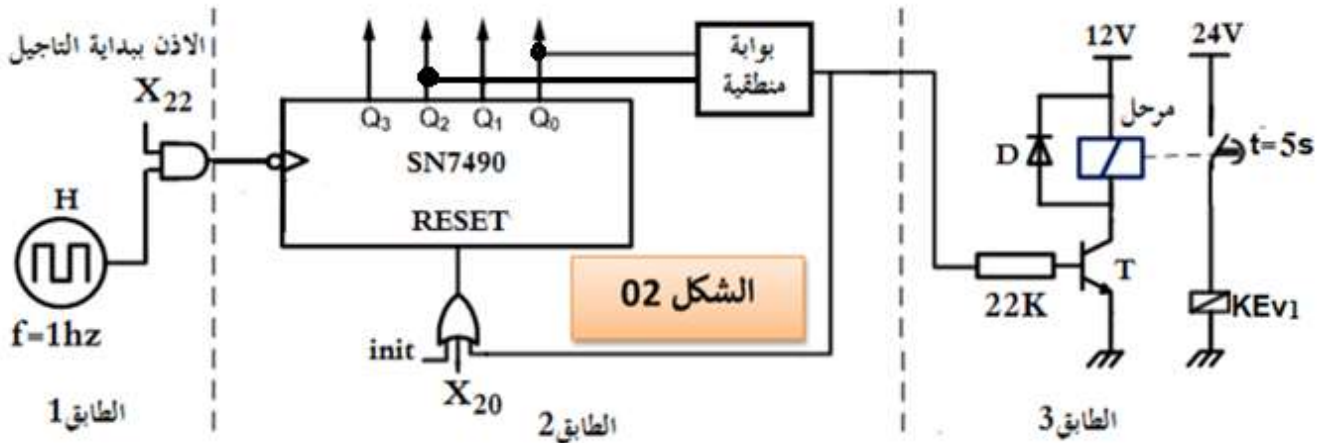 الاذن ببداية التاجيل
X22
H
f=1hz
الطابق1
Q3 Q2 Q1 Q0
SN7490
RESET
init
X20
الشكل 02
الطابق2
بوابة
منطقية
12V
24V
مرحل
D
t=5s
T
22K
KEv1
الطابق3